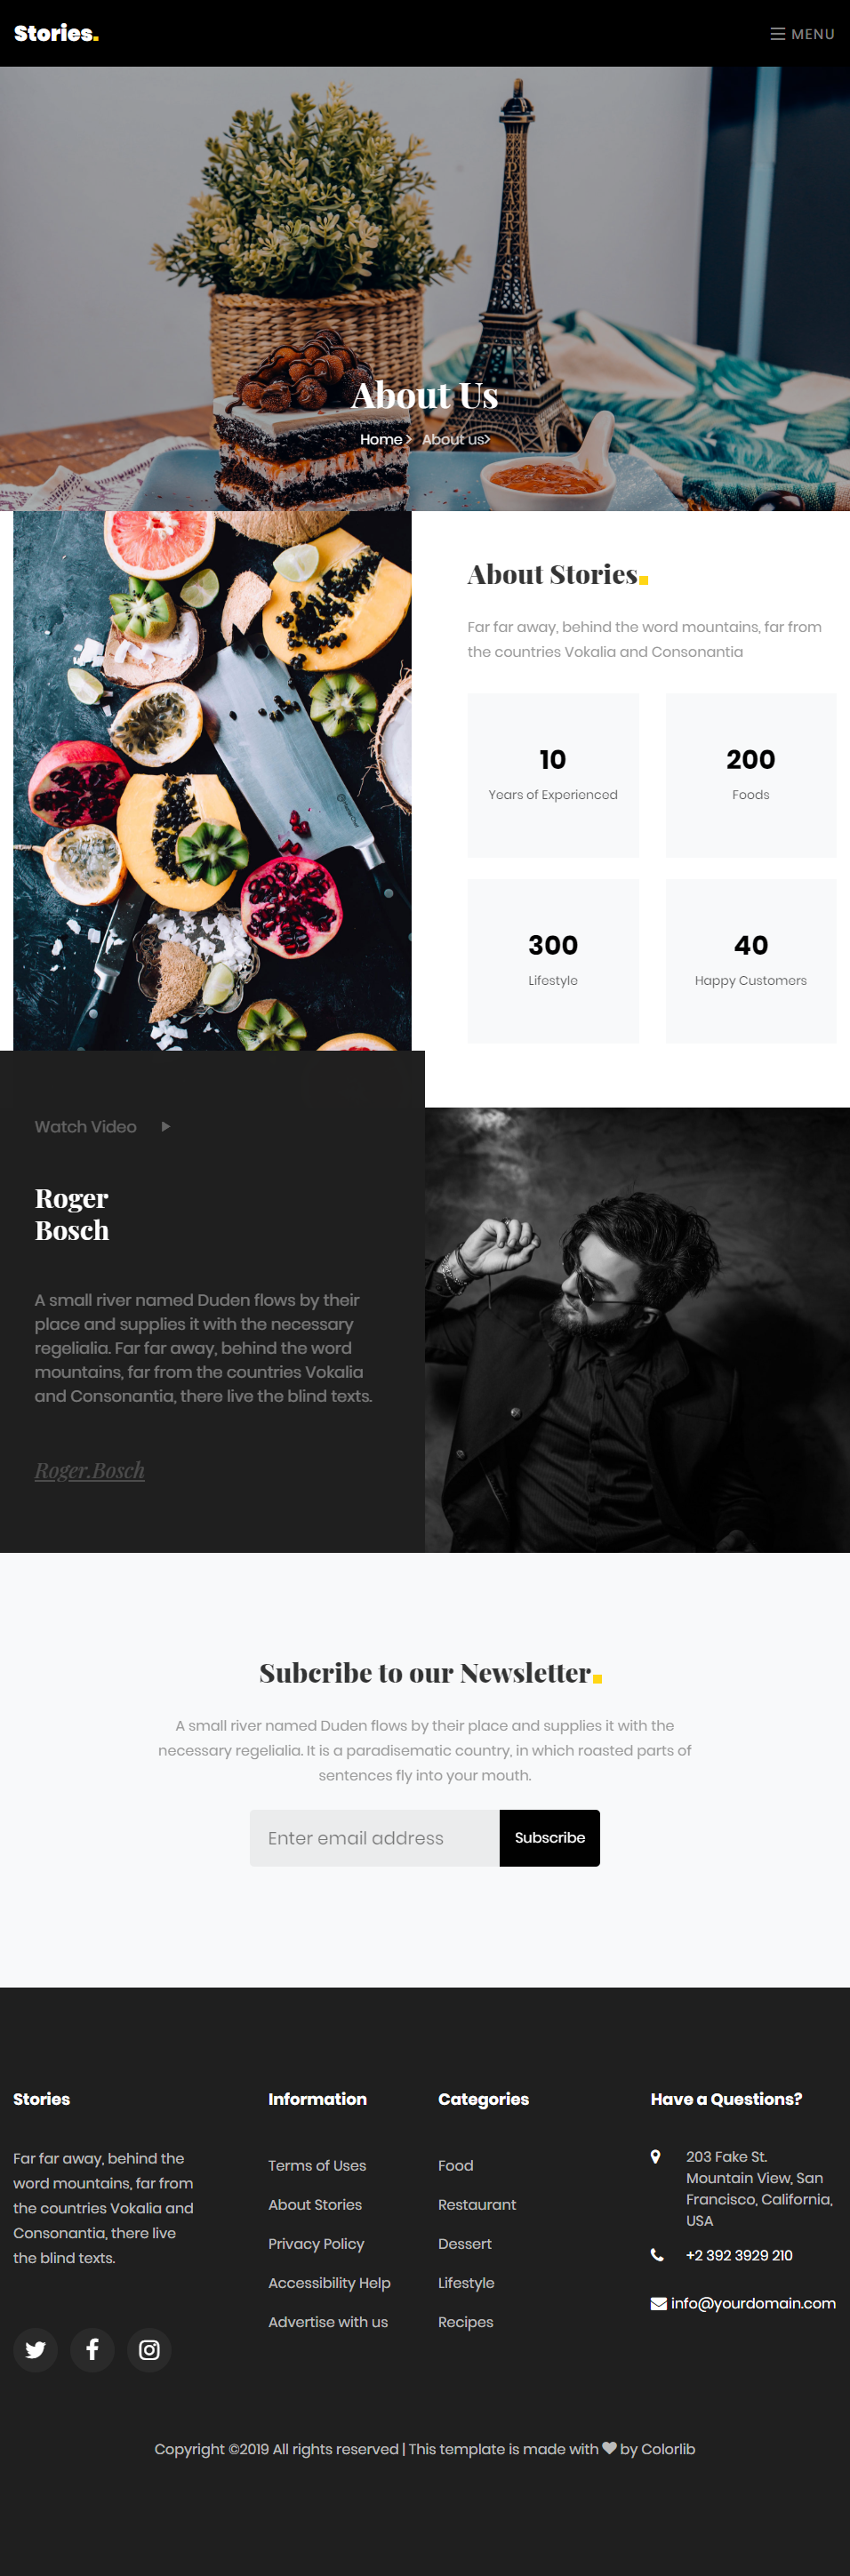 Stories.
MENU
PARIS
About Us
Home > About us>
About Stories.
Far far away, behind the word mountains, far from
the countries Vokalia and Consonantia
10
Years of Experienced
200
Foods
300
Lifestyle
40
Happy Customers
Watch Video
Roger
Bosch
A small river named Duden flows by their
place and supplies it with the necessary
regelialia. Far far away, behind the word
mountains, far from the countries Vokalia
and Consonantia, there live the blind texts.
Roger.Bosch
Subcribe to our Newsletter.
A small river named Duden flows by their place and supplies it with the
necessary regelialia. It is a paradisematic country, in which roasted parts of
sentences fly into your mouth.
Enter email address
Subscribe
Stories
Far far away, behind the
word mountains, far from
the countries Vokalia and
Consonantia, there live
the blind texts.
Information
Terms of Uses
About Stories
Privacy Policy
Accessibility Help
Advertise with us
Categories
Food
Restaurant
Dessert
Lifestyle
Recipes
Have a Questions?
203 Fake St.
Mountain View, San
Francisco, California,
USA
+2 392 3929 210
info@yourdomain.com
Copyright ©2019 All rights reserved | This template is made with ♥ by Colorlib